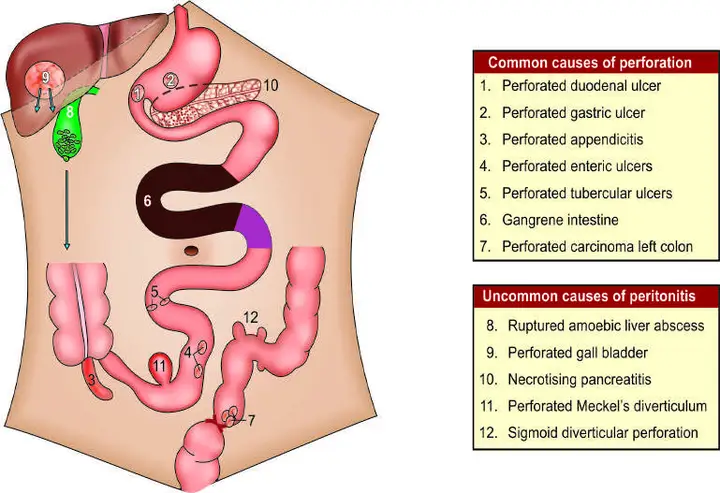 9
8
1
2
10
6
5
4
11
3
12
7
Common causes of perforation
1. Perforated duodenal ulcer
2. Perforated gastric ulcer
3. Perforated appendicitis
4. Perforated enteric ulcers
5. Perforated tubercular ulcers
6. Gangrene intestine
7. Perforated carcinoma left colon
Uncommon causes of peritonitis
8. Ruptured amoebic liver abscess
9. Perforated gall bladder
10. Necrotising pancreatitis
11. Perforated Meckel's diverticulum
12. Sigmoid diverticular perforation